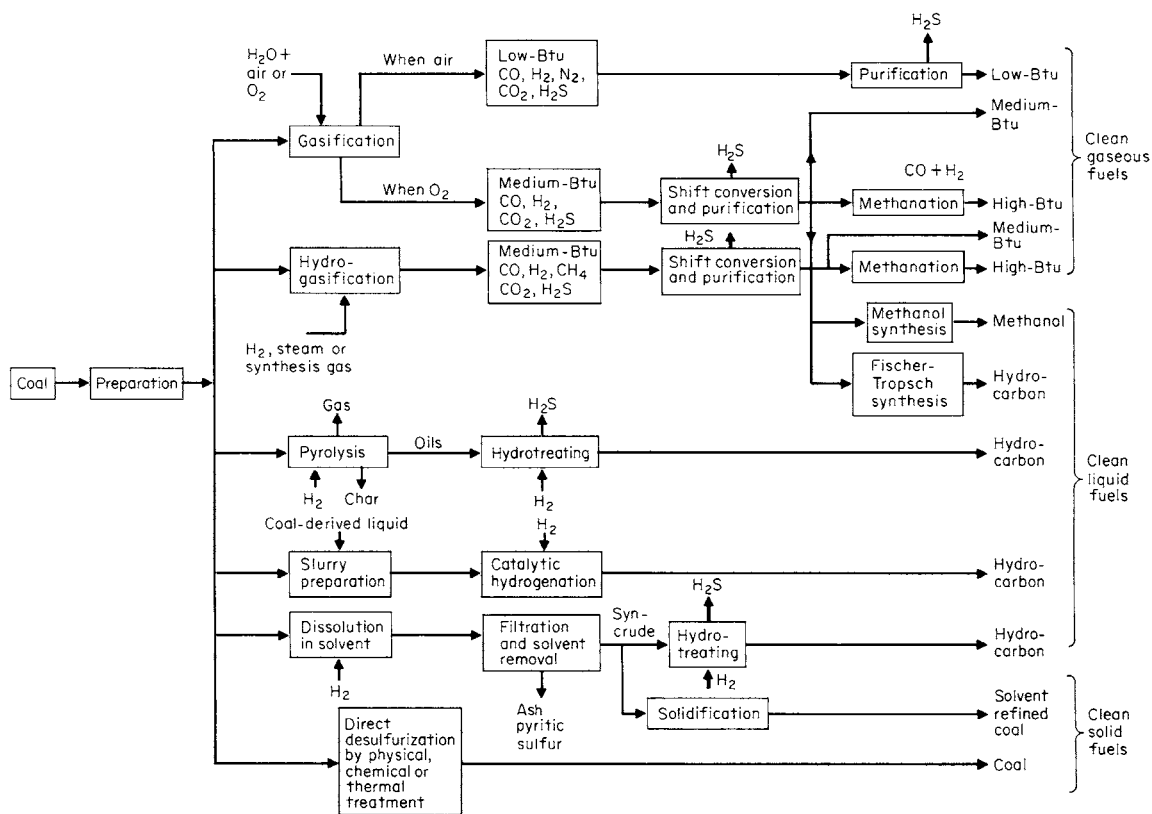 H2S
H2O+
air or
O2
When air
Low-Btu
CO, H2, N2,
CO2, H2S
Purification
Low-Btu
Medium-
Btu
Gasification
Clean
gaseous
fuels
H2S
CO + H2
When O2
Medium-Btu
CO, H2,
CO2, H2S
Shift conversion
and purification
Methanation
High-Btu
H2S
Medium-
Btu
Hydro-
gasification
Medium-Btu
CO, H2, CH4
CO2, H2S
Shift conversion
and purification
Methanation
High-Btu
Methanol
synthesis
Methanol
H2, steam or
synthesis gas
Coal
Preparation
Fischer-
Tropsch
synthesis
Hydro-
carbon
Gas
H2S
Pyrolysis
Oils
Hydrotreating
Hydro-
carbon
Clean
liquid
fuels
H2
Char
H2
Coal-derived liquid
H2
Slurry
preparation
Catalytic
hydrogenation
Hydro-
carbon
H2S
Dissolution
in solvent
Filtration
and solvent
removal
Syn-
crude
Hydro-
treating
Hydro-
carbon
H2
H2
Ash
pyritic
sulfur
Solidification
Solvent
refined
coal
Clean
solid
fuels
Direct
desulfurization
by physical,
chemical or
thermal
treatment
Coal